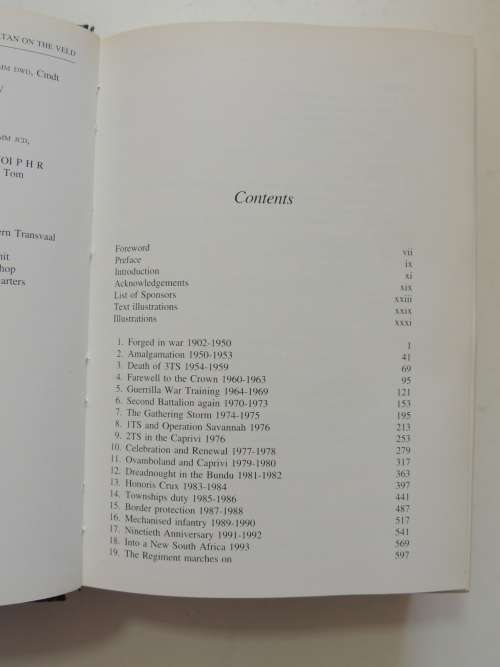 TAN ON THE VELD
MM DWD, Cmdt
MM JCD,
OI P H R
Tom
ern Transvaal
nit
hop
arters
Contents
Foreword vii
Preface ix
Introduction xi
Acknowledgements xix
List of Sponsors xxiii
Text illustrations xxix
Illustrations xxxi
1. Forged in war 1902-1950 1
2. Amalgamation 1950-1953 41
3. Death of 3TS 1954-1959 69
4. Farewell to the Crown 1960-1963 95
5. Guerrilla War Training 1964-1969 121
6. Second Battalion again 1970-1973 153
7. The Gathering Storm 1974-1975 195
8. 1TS and Operation Savannah 1976 213
9. 2TS in the Caprivi 1976 253
10. Celebration and Renewal 1977-1978 279
11. Ovamboland and Caprivi 1979-1980 317
12. Dreadnought in the Bundu 1981-1982 363
13. Honoris Crux 1983-1984 397
14. Townships duty 1985-1986 441
15. Border protection 1987-1988 487
16. Mechanised infantry 1989-1990 517
17. Ninetieth Anniversary 1991-1992 541
18. Into a New South Africa 1993 569
19. The Regiment marches on 597